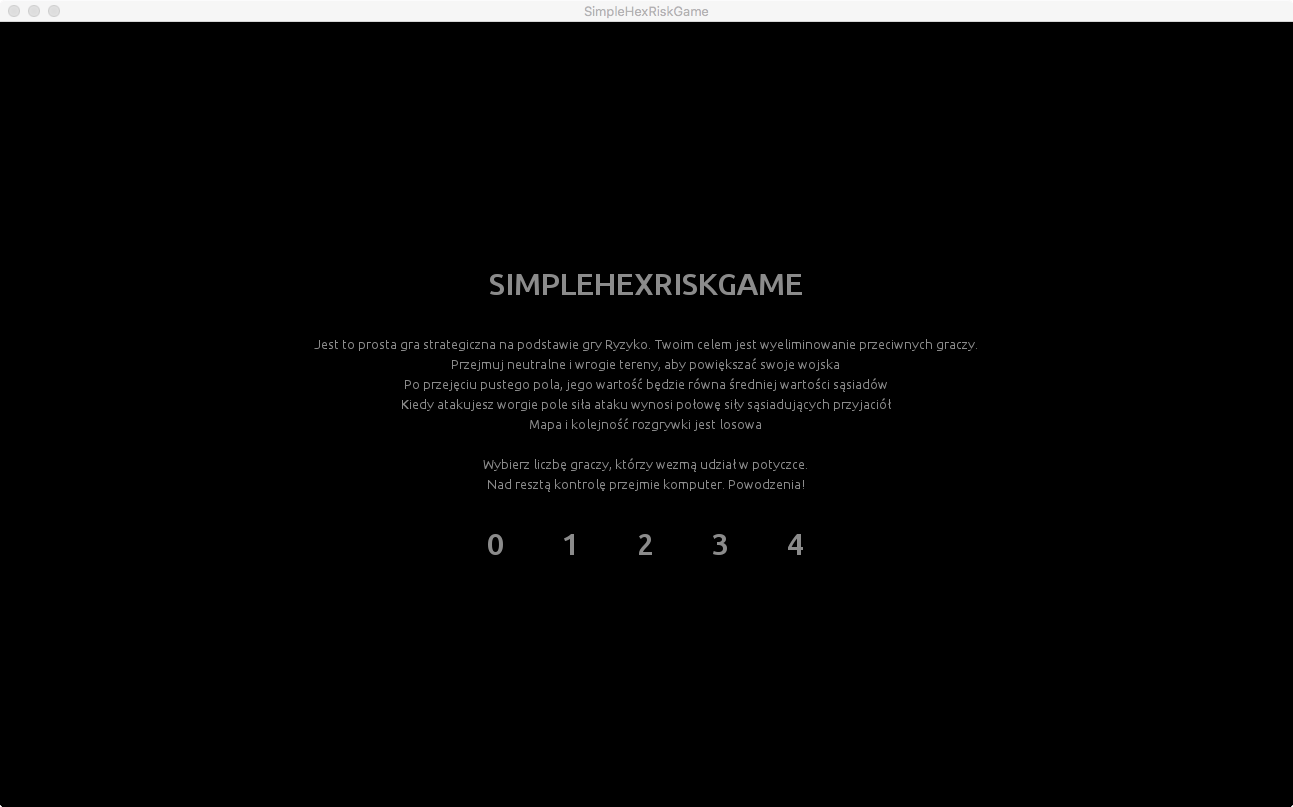 SimpleHexRiskGame
SIMPLEHEXRISKGAME
Jest to prosta gra strategiczna na podstawie gry Ryzyko. Twoim celem jest wyeliminowanie przeciwnych graczy.
Przejmuj neutralne i wrogie tereny, aby powiększać swoje wojska
Po przejęciu pustego pola, jego wartość będzie równa średniej wartości sąsiadów
Kiedy atakujesz worgie pole siła ataku wynosi połowę siły sąsiadujących przyjaciół
Mapa i kolejność rozgrywki jest losowa
Wybierz liczbę graczy, którzy wezmą udział w potyczce.
Nad resztą kontrolę przejmie komputer. Powodzenia!
0 1 2 3 4